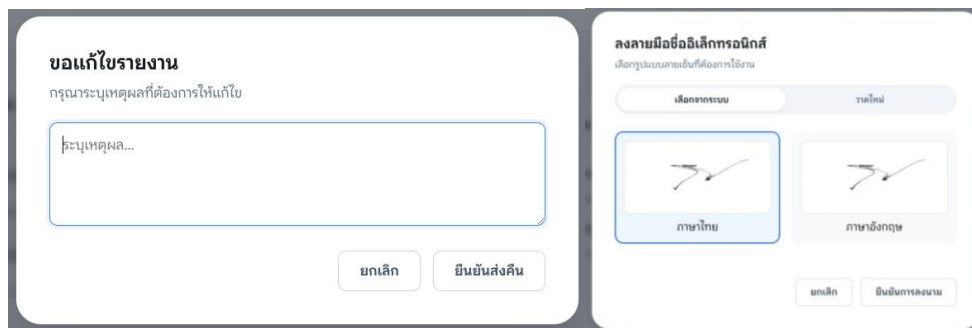 ขอแก้ไขรายงาน
กรุณาระบุเหตุผลที่ต้องการให้แก้ไข
ระบุเหตุผล...
ยกเลิก
ยืนยันส่งคืน
ลงลายมือชื่ออิเล็กทรอนิกส์
เลือกรูปแบบลายเซ็นที่ต้องการใช้งาน
เลือกจากระบบ
วาดใหม่
ภาษาไทย
ภาษาอังกฤษ
ยกเลิก
ยืนยันการลงนาม